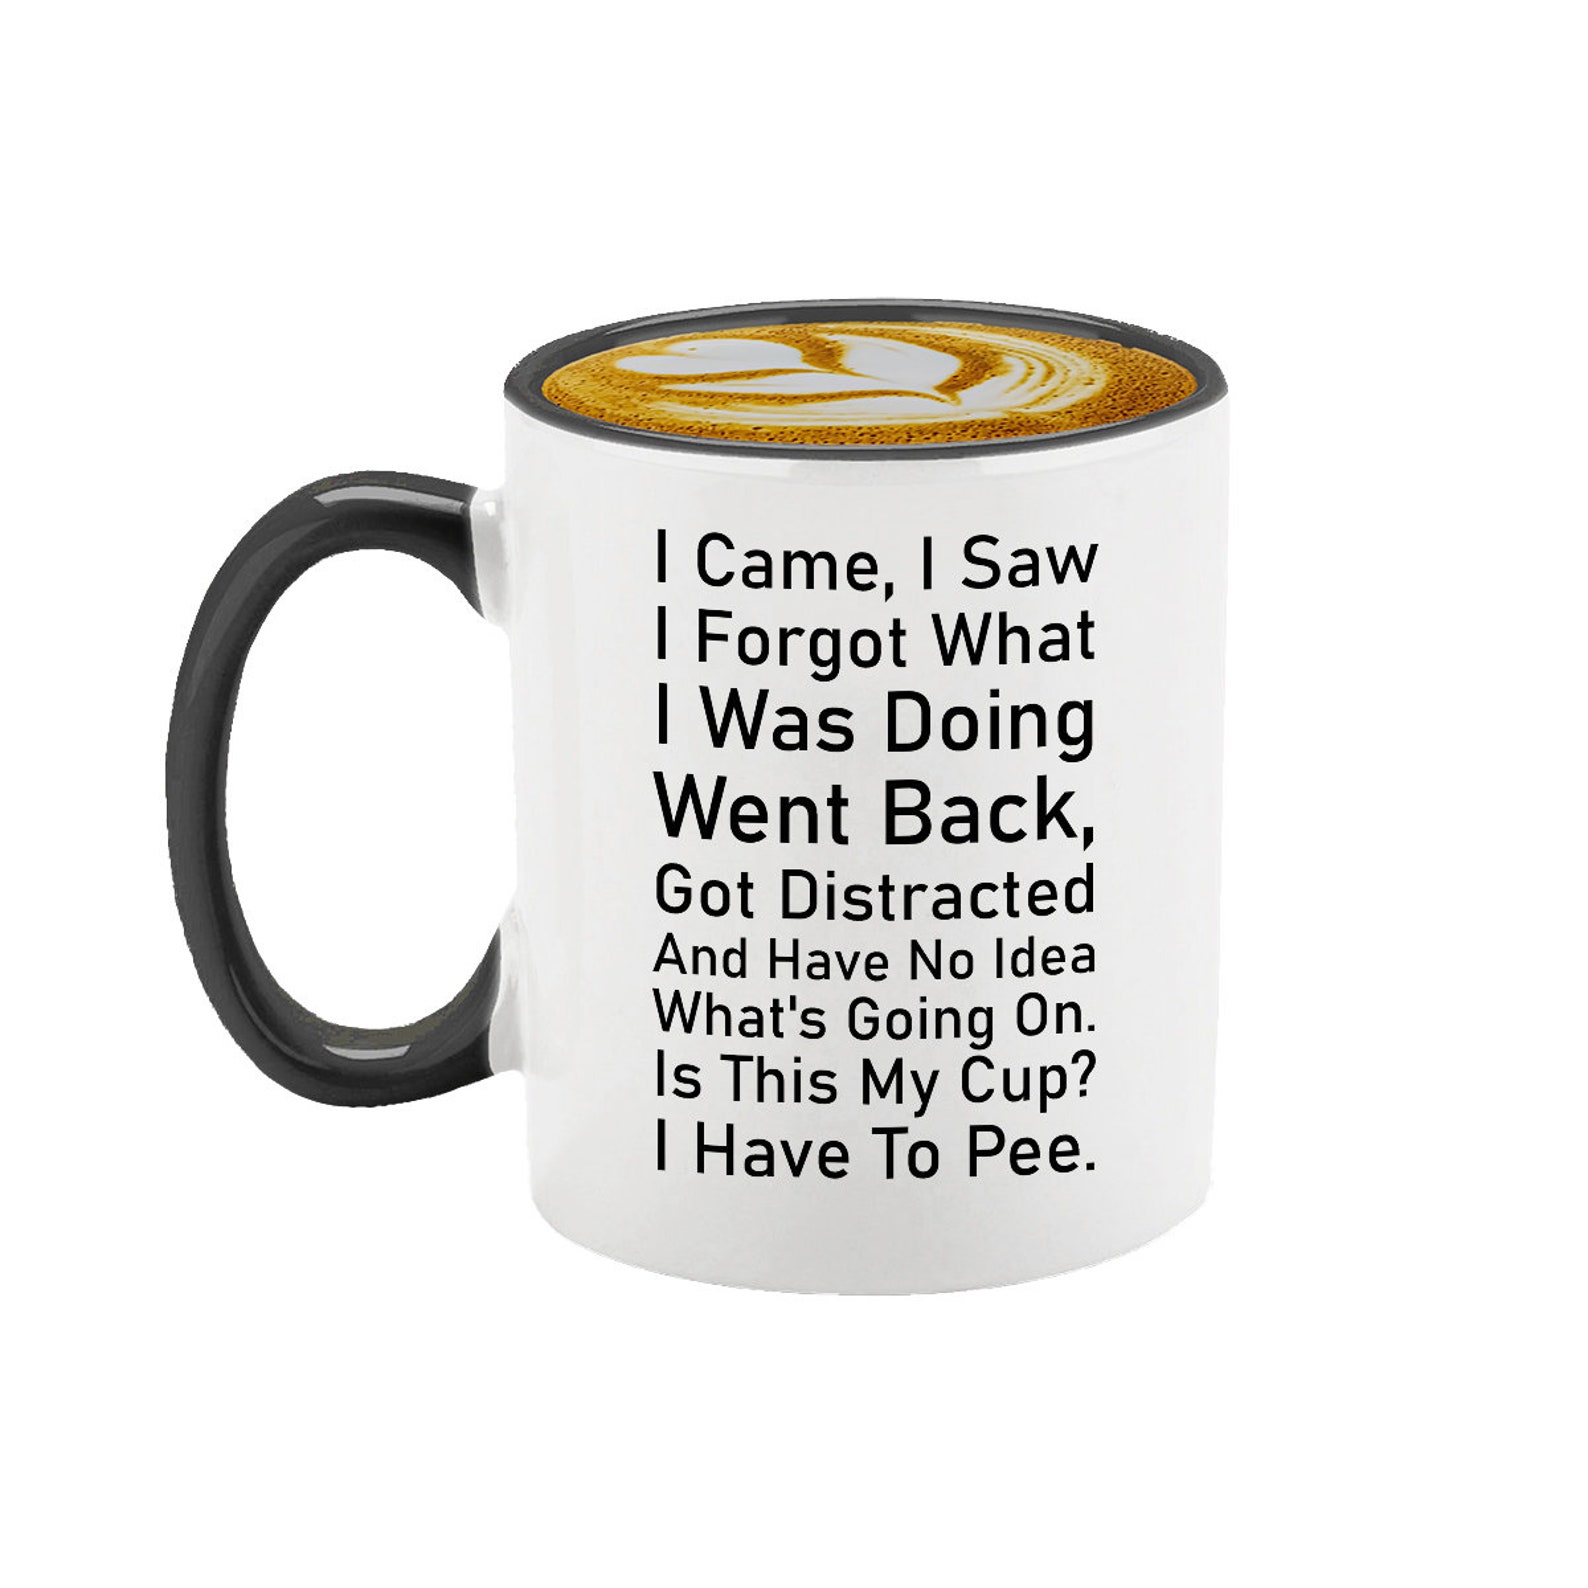 I Came, I Saw
I Forgot What
I Was Doing
Went Back,
Got Distracted
And Have No Idea
What's Going On.
Is This My Cup?
I Have To Pee.